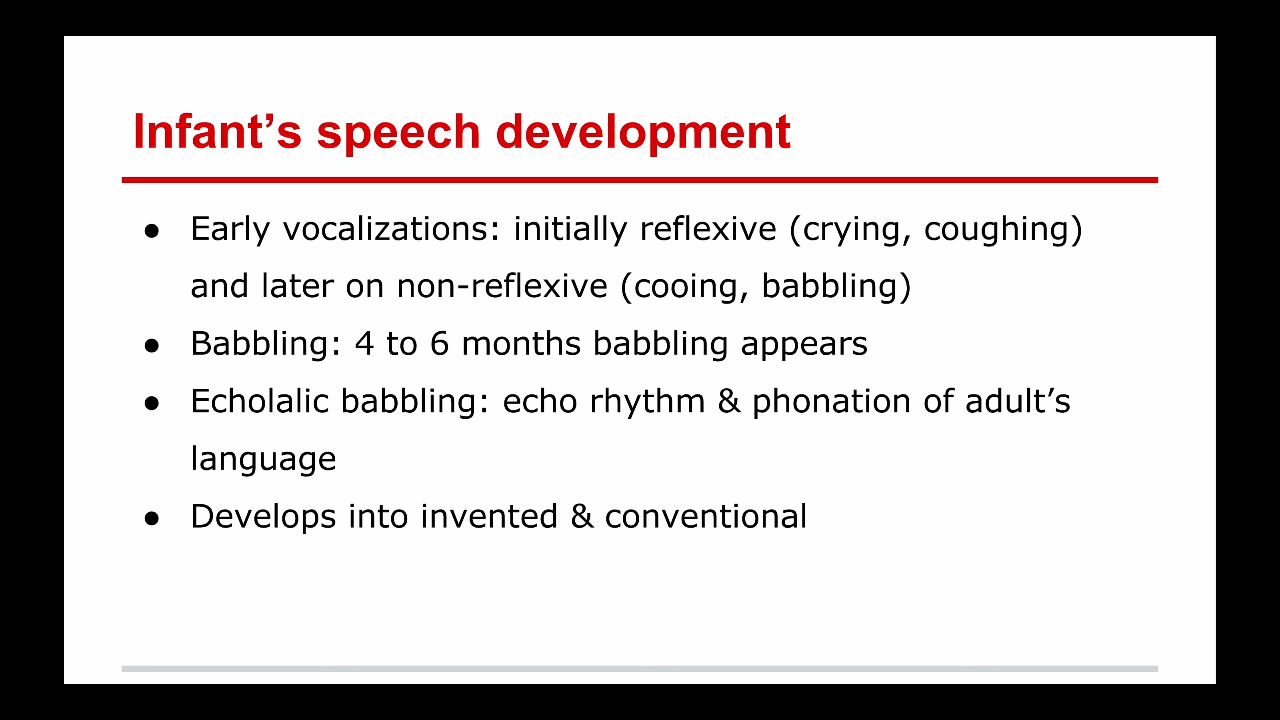 Infant’s speech development
● Early vocalizations: initially reflexive (crying, coughing)
and later on non-reflexive (cooing, babbling)
● Babbling: 4 to 6 months babbling appears
● Echolalic babbling: echo rhythm & phonation of adult’s
language
● Develops into invented & conventional